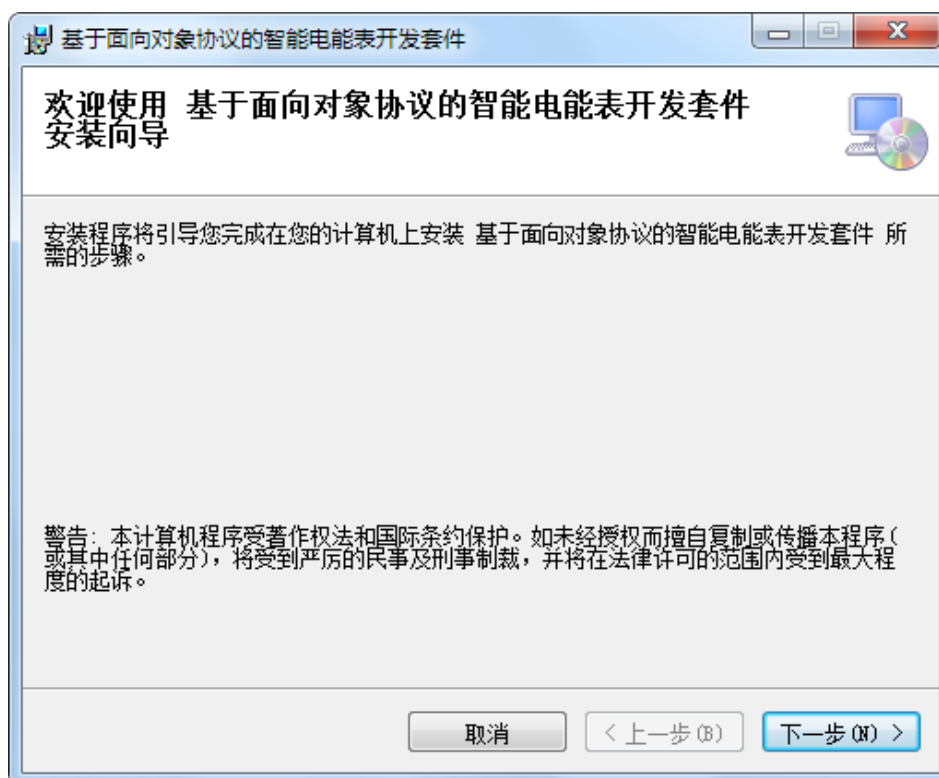 基于面向对象协议的智能电能表开发套件
欢迎使用 基于面向对象协议的智能电能表开发套件
安装向导
安装程序将引导您完成在您的计算机上安装 基于面向对象协议的智能电能表开发套件 所
需的步骤。
警告: 本计算机程序受著作权法和国际条约保护。如未经授权而擅自复制或传播本程序(
或其中任何部分)，将受到严厉的民事及刑事制裁，并将在法律许可的范围内受到最大程
度的起诉。
取消 < 上一步(B) 下一步(N) >